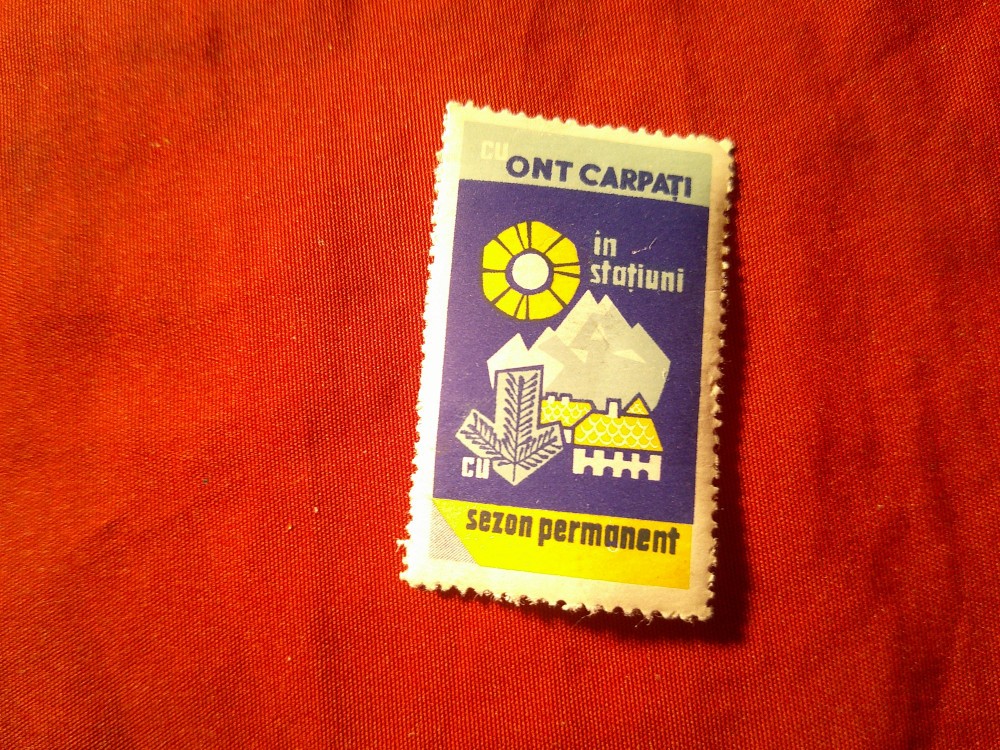 cu ONT CARPAȚI
în
stațiuni
cu
sezon permanent